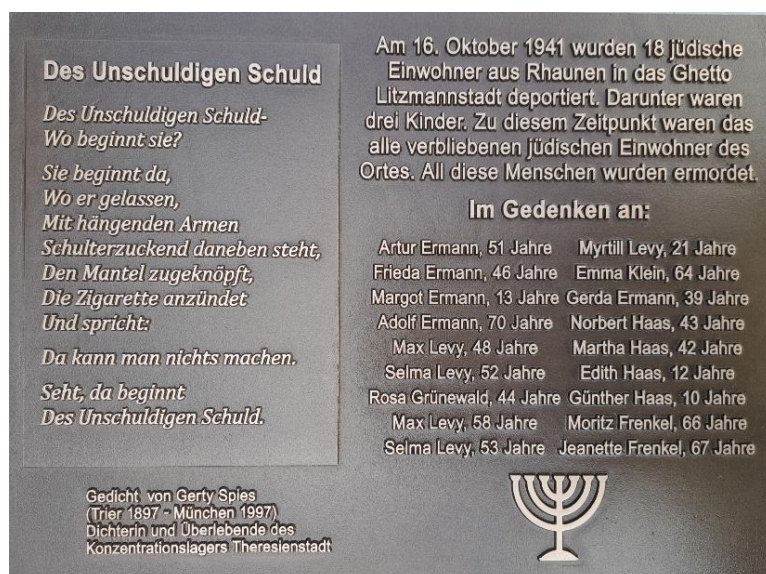 Des Unschuldigen Schuld
Des Unschuldigen Schuld-
Wo beginnt sie?
Sie beginnt da,
Wo er gelassen,
Mit hängenden Armen
Schulterzuckend daneben steht,
Den Mantel zugeknöpft,
Die Zigarette anzündet
Und spricht:
Da kann man nichts machen.
Seht, da beginnt
Des Unschuldigen Schuld.
Gedicht von Gerty Spies
(Trier 1897 - München 1997)
Dichterin und Überlebende des
Konzentrationslagers Theresienstadt
Am 16. Oktober 1941 wurden 18 jüdische
Einwohner aus Rhaunen in das Ghetto
Litzmannstadt deportiert. Darunter waren
drei Kinder. Zu diesem Zeitpunkt waren das
alle verbliebenen jüdischen Einwohner des
Ortes. All diese Menschen wurden ermordet.
Im Gedenken an:
Artur Ermann, 51 Jahre
Frieda Ermann, 46 Jahre
Margot Ermann, 13 Jahre
Adolf Ermann, 70 Jahre
Max Levy, 48 Jahre
Selma Levy, 52 Jahre
Rosa Grünewald, 44 Jahre
Max Levy, 58 Jahre
Selma Levy, 53 Jahre
Myrtill Levy, 21 Jahre
Emma Klein, 64 Jahre
Gerda Ermann, 39 Jahre
Norbert Haas, 43 Jahre
Martha Haas, 42 Jahre
Edith Haas, 12 Jahre
Günther Haas, 10 Jahre
Moritz Frenkel, 66 Jahre
Jeanette Frenkel, 67 Jahre